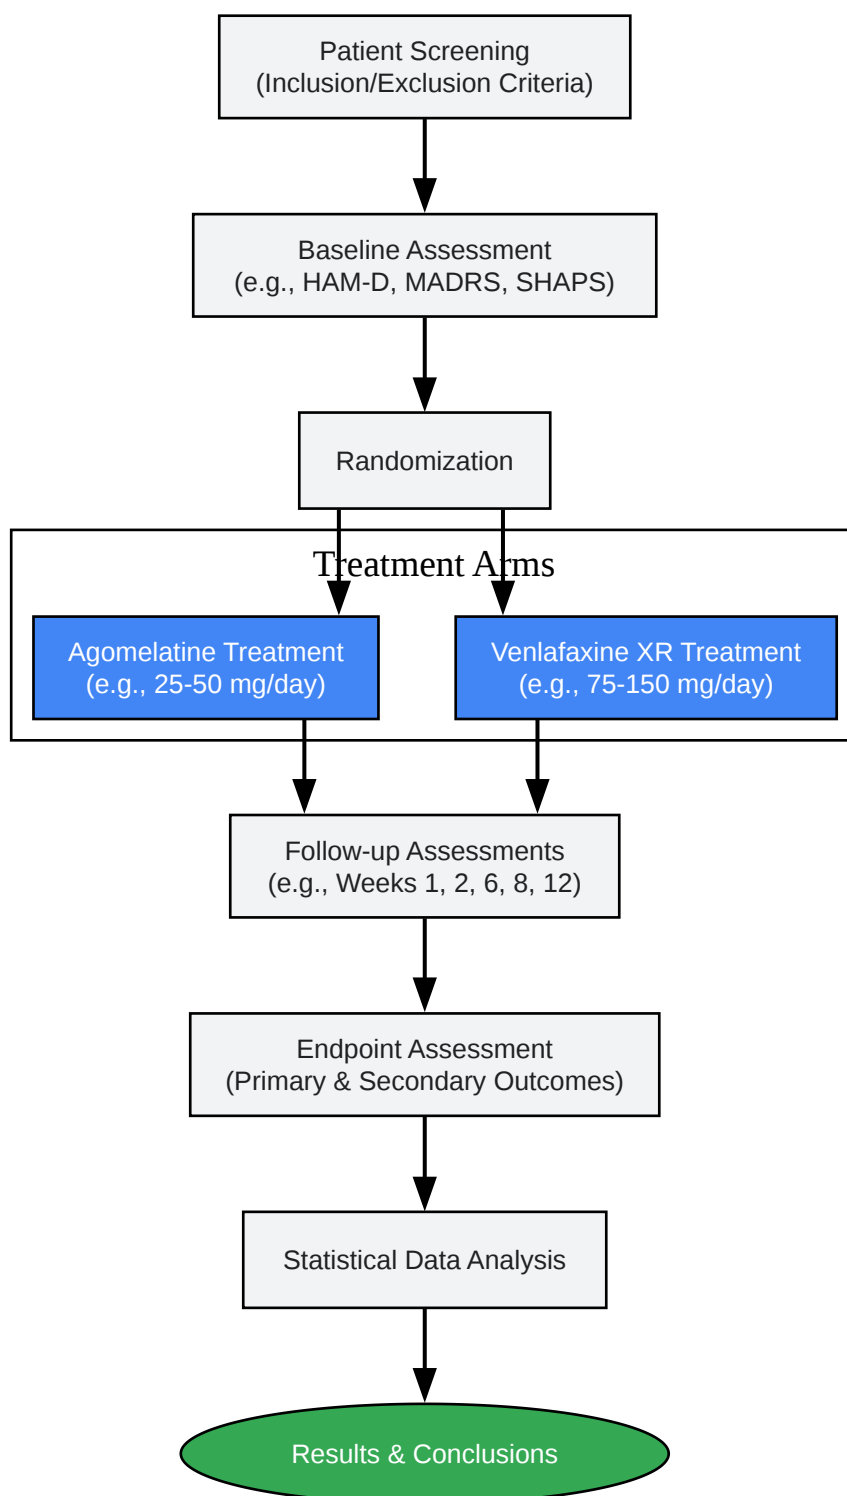 Patient Screening
(Inclusion/Exclusion Criteria)
Baseline Assessment
(e.g., HAM-D, MADRS, SHAPS)
Randomization
Treatment Arms
Agomelatine Treatment
(e.g., 25-50 mg/day)
Venlafaxine XR Treatment
(e.g., 75-150 mg/day)
Follow-up Assessments
(e.g., Weeks 1, 2, 6, 8, 12)
Endpoint Assessment
(Primary & Secondary Outcomes)
Statistical Data Analysis
Results & Conclusions